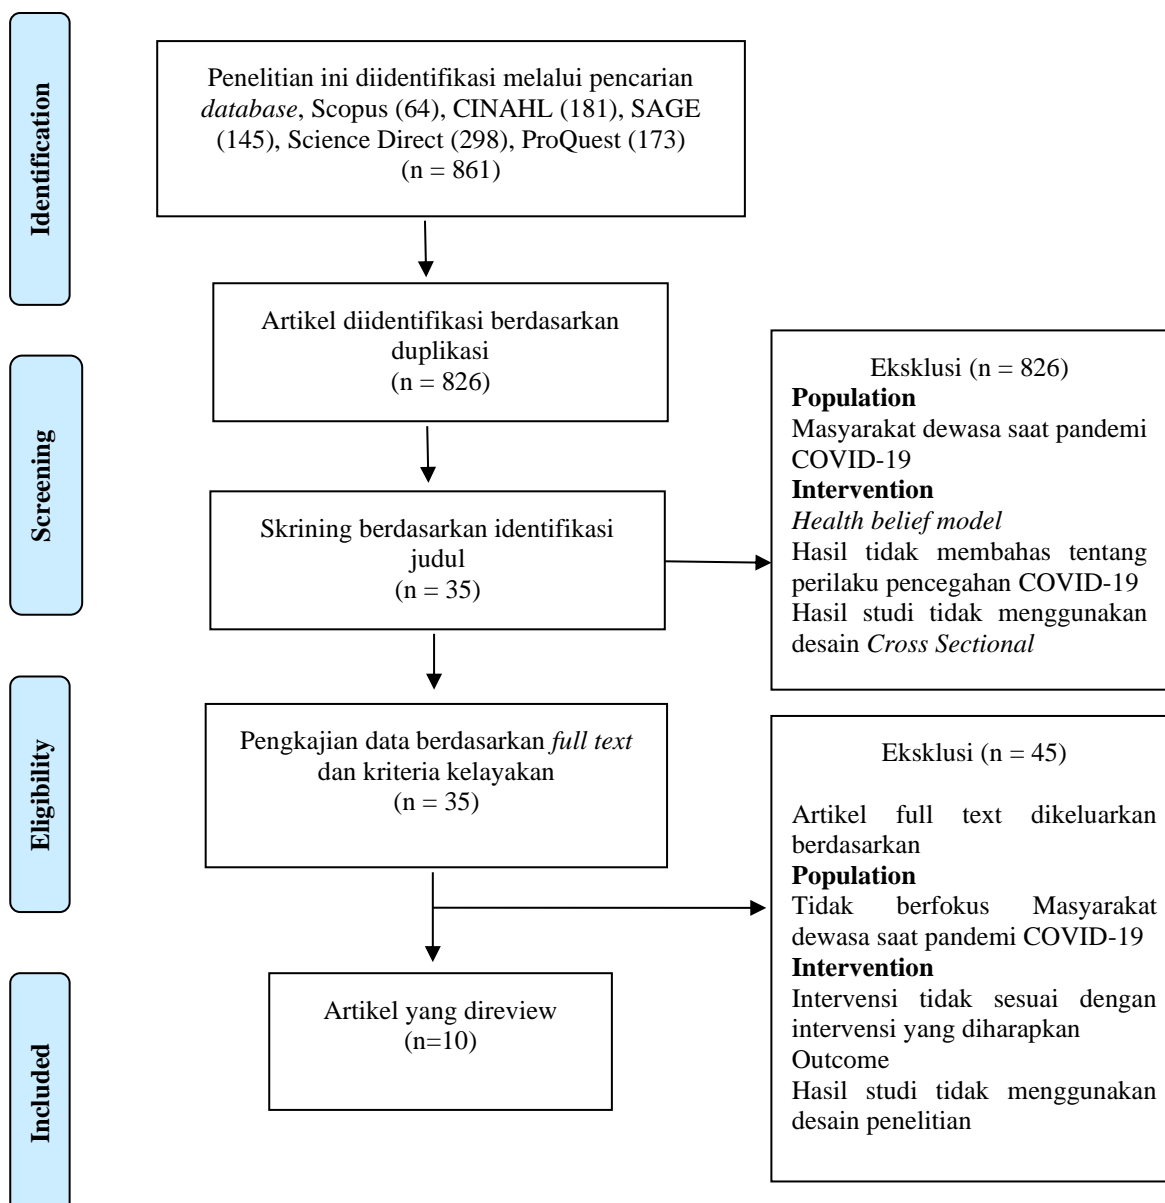 Identification
Penelitian ini diidentifikasi melalui pencarian
database, Scopus (64), CINAHL (181), SAGE
(145), Science Direct (298), ProQuest (173)
(n = 861)
Artikel diidentifikasi berdasarkan
duplikasi
(n = 826)
Screening
Skrining berdasarkan identifikasi
judul
(n = 35)
Eksklusi (n = 826)
Population
Masyarakat dewasa saat pandemi
COVID-19
Intervention
Health belief model
Hasil tidak membahas tentang
perilaku pencegahan COVID-19
Hasil studi tidak menggunakan
desain Cross Sectional
Eligibility
Pengkajian data berdasarkan full text
dan kriteria kelayakan
(n = 35)
Eksklusi (n = 45)
Artikel full text dikeluarkan
berdasarkan
Population
Tidak berfokus Masyarakat
dewasa saat pandemi COVID-19
Intervention
Intervensi tidak sesuai dengan
intervensi yang diharapkan
Outcome
Hasil studi tidak menggunakan
desain penelitian
Included
Artikel yang direview
(n=10)